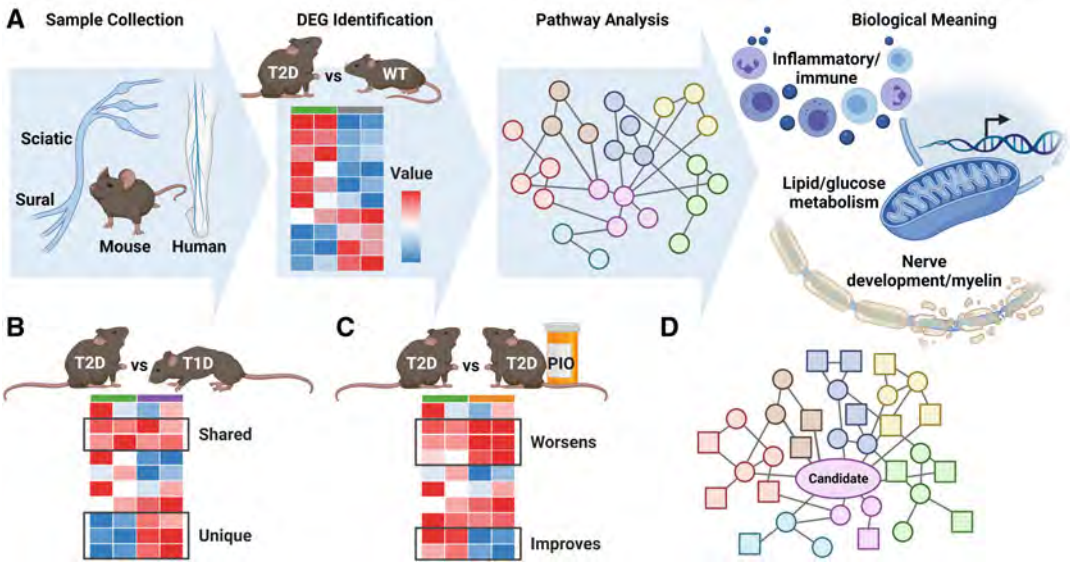 A
Sample Collection
DEG Identification
Pathway Analysis
Biological Meaning
Sciatic
Sural
Mouse
Human
T2D
vs
WT
Value
Inflammatory/
immune
Lipid/glucose
metabolism
Nerve
development/myelin
B
T2D
vs
T1D
Shared
Unique
C
T2D
vs
T2D
PIO
Worsens
Improves
D
Candidate